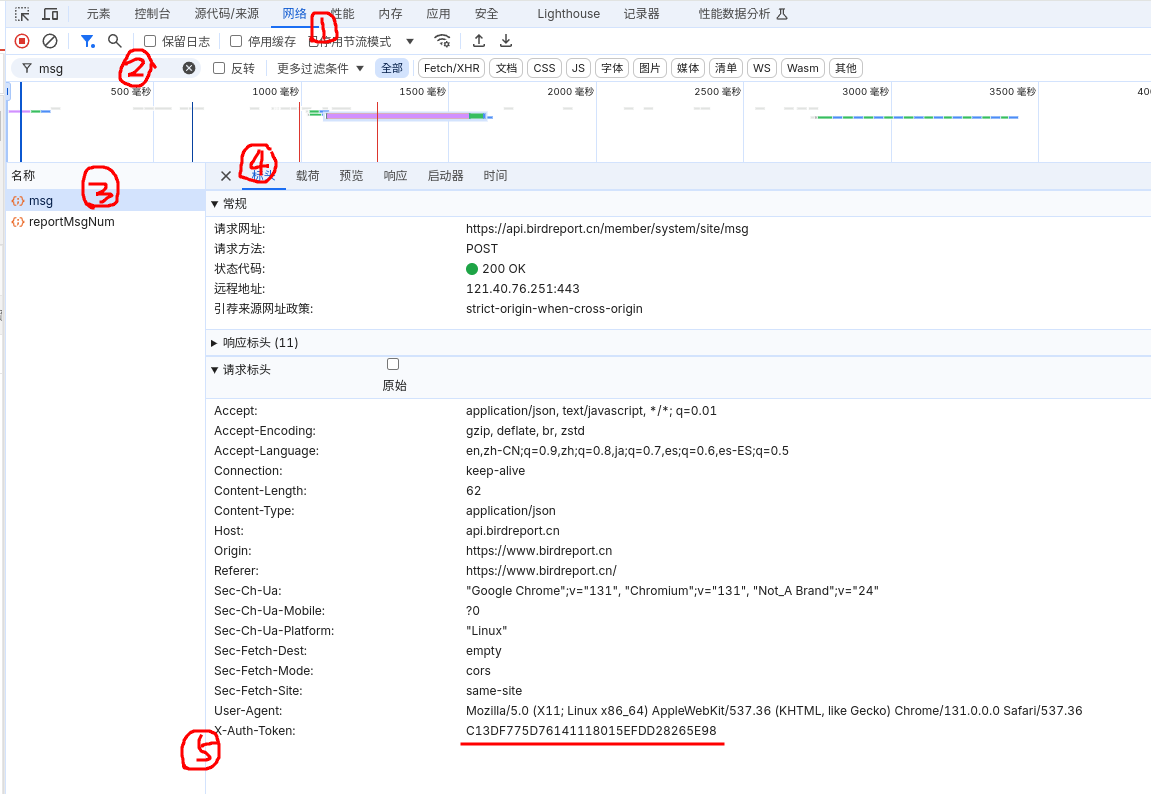 元素 控制台 源代码/来源 网络 性能 内存 应用 安全 Lighthouse 记录器 性能数据分析
1
保留日志 停用缓存 已停用节流模式
2
msg 反转 更多过滤条件 全部 Fetch/XHR 文档 CSS JS 字体 图片 媒体 清单 WS Wasm 其他
500 毫秒 1000 毫秒 1500 毫秒 2000 毫秒 2500 毫秒 3000 毫秒 3500 毫秒
名称
3
msg
reportMsgNum
4
标头 载荷 预览 响应 启动器 时间
常规
请求网址: https://api.birdreport.cn/member/system/site/msg
请求方法: POST
状态代码: 200 OK
远程地址: 121.40.76.251:443
引荐来源网址政策: strict-origin-when-cross-origin
响应标头 (11)
请求标头
原始
Accept: application/json, text/javascript, */*; q=0.01
Accept-Encoding: gzip, deflate, br, zstd
Accept-Language: en,zh-CN;q=0.9,zh;q=0.8,ja;q=0.7,es;q=0.6,es-ES;q=0.5
Connection: keep-alive
Content-Length: 62
Content-Type: application/json
Host: api.birdreport.cn
Origin: https://www.birdreport.cn
Referer: https://www.birdreport.cn/
Sec-Ch-Ua: "Google Chrome";v="131", "Chromium";v="131", "Not_A Brand";v="24"
Sec-Ch-Ua-Mobile: ?0
Sec-Ch-Ua-Platform: "Linux"
Sec-Fetch-Dest: empty
Sec-Fetch-Mode: cors
Sec-Fetch-Site: same-site
User-Agent: Mozilla/5.0 (X11; Linux x86_64) AppleWebKit/537.36 (KHTML, like Gecko) Chrome/131.0.0.0 Safari/537.36
X-Auth-Token: C13DF775D76141118015EFDD28265E98
5